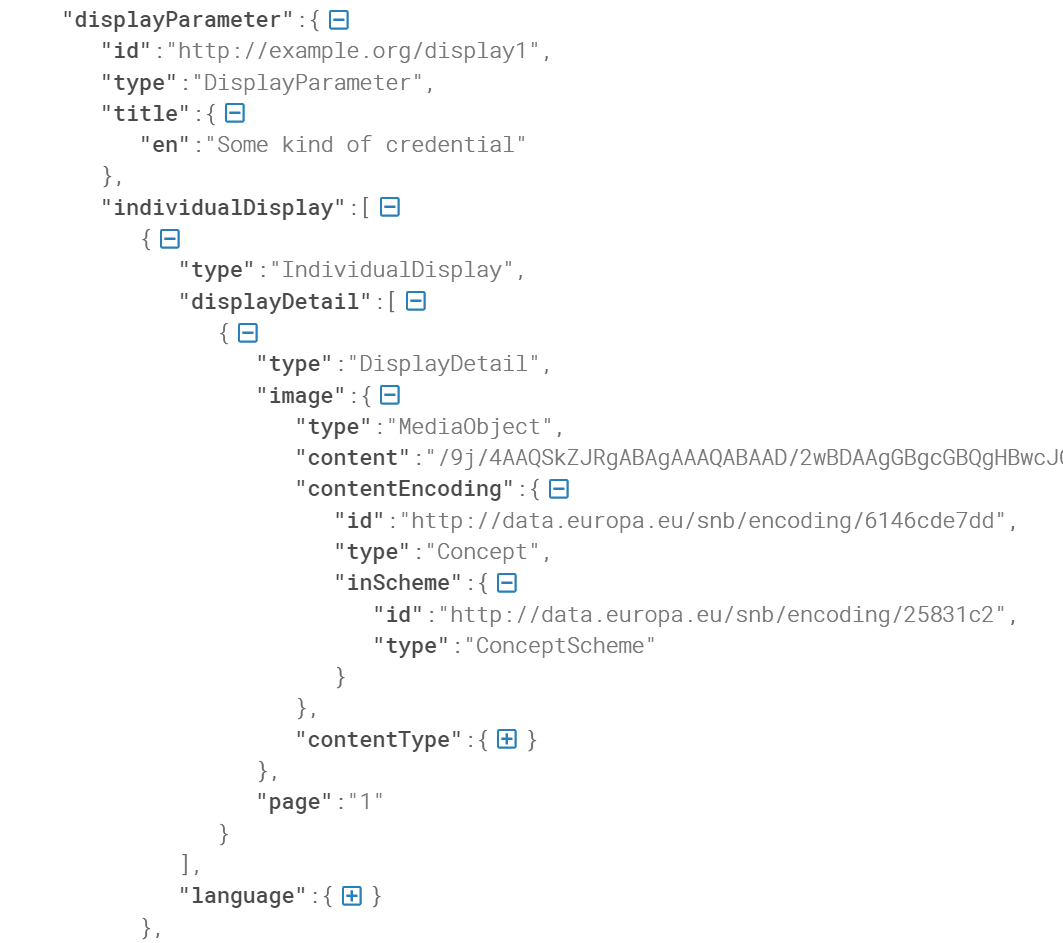 "displayParameter":{
"id":"http://example.org/display1",
"type":"DisplayParameter",
"title":{
"en":"Some kind of credential"
},
"individualDisplay":[
{
"type":"IndividualDisplay",
"displayDetail":[
{
"type":"DisplayDetail",
"image":{
"type":"MediaObject",
"content":"/9j/4AAQSkZJRgABAgAAAQABAAD/2wBDAAgGBgcGBQgHBwcJ
"contentEncoding":{
"id":"http://data.europa.eu/snb/encoding/6146cde7dd",
"type":"Concept",
"inScheme":{
"id":"http://data.europa.eu/snb/encoding/25831c2",
"type":"ConceptScheme"
}
},
"contentType":{ }
},
"page":"1"
}
],
"language":{ }
},